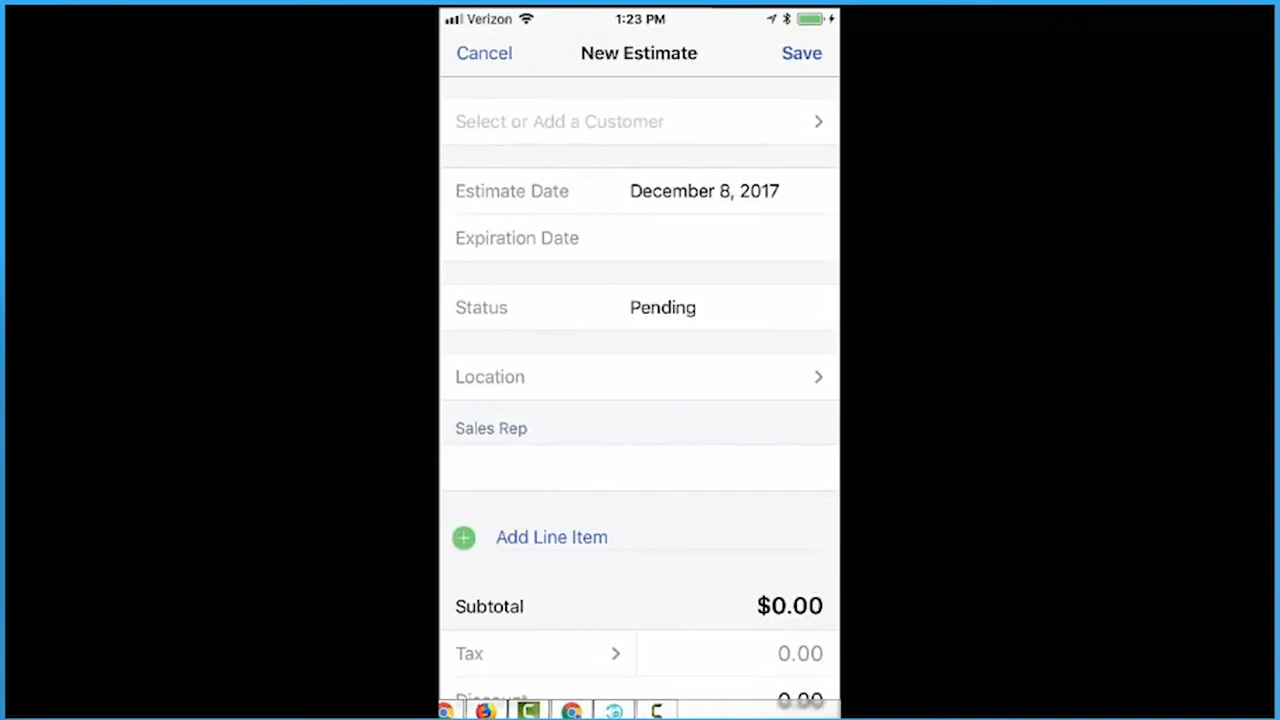 Verizon 1:23 PM
Cancel New Estimate Save
Select or Add a Customer
Estimate Date December 8, 2017
Expiration Date
Status Pending
Location
Sales Rep
Add Line Item
Subtotal $0.00
Tax 0.00
Discount 0.00